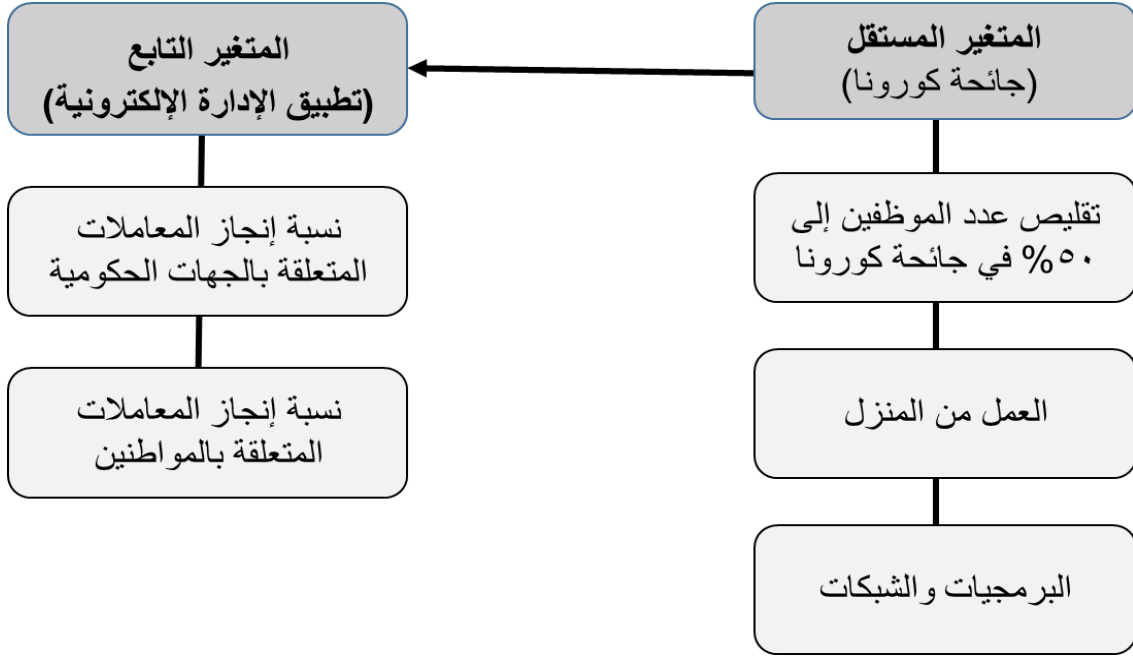 المتغير المستقل
(جائحة كورونا)
تقليص عدد الموظفين إلى
٥٠% في جائحة كورونا
العمل من المنزل
البرمجيات والشبكات
المتغير التابع
(تطبيق الإدارة الإلكترونية)
نسبة إنجاز المعاملات
المتعلقة بالجهات الحكومية
نسبة إنجاز المعاملات
المتعلقة بالمواطنين